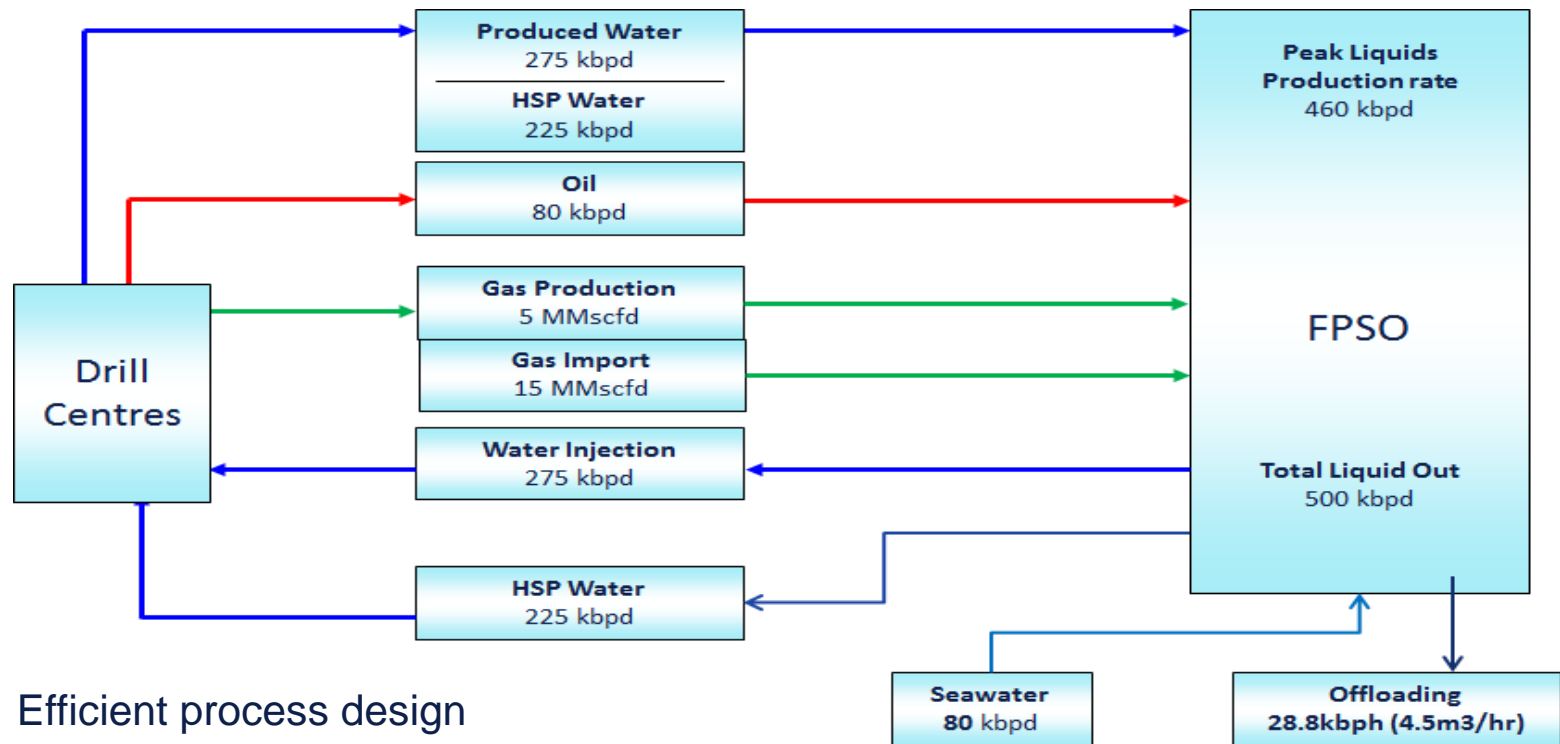 Produced Water
275 kbpd
HSP Water
225 kbpd
Oil
80 kbpd
Gas Production
5 MMscfd
Gas Import
15 MMscfd
Water Injection
275 kbpd
HSP Water
225 kbpd
Drill
Centres
Peak Liquids
Production rate
460 kbpd
FPSO
Total Liquid Out
500 kbpd
Seawater
80 kbpd
Offloading
28.8kbph (4.5m3/hr)
Efficient process design